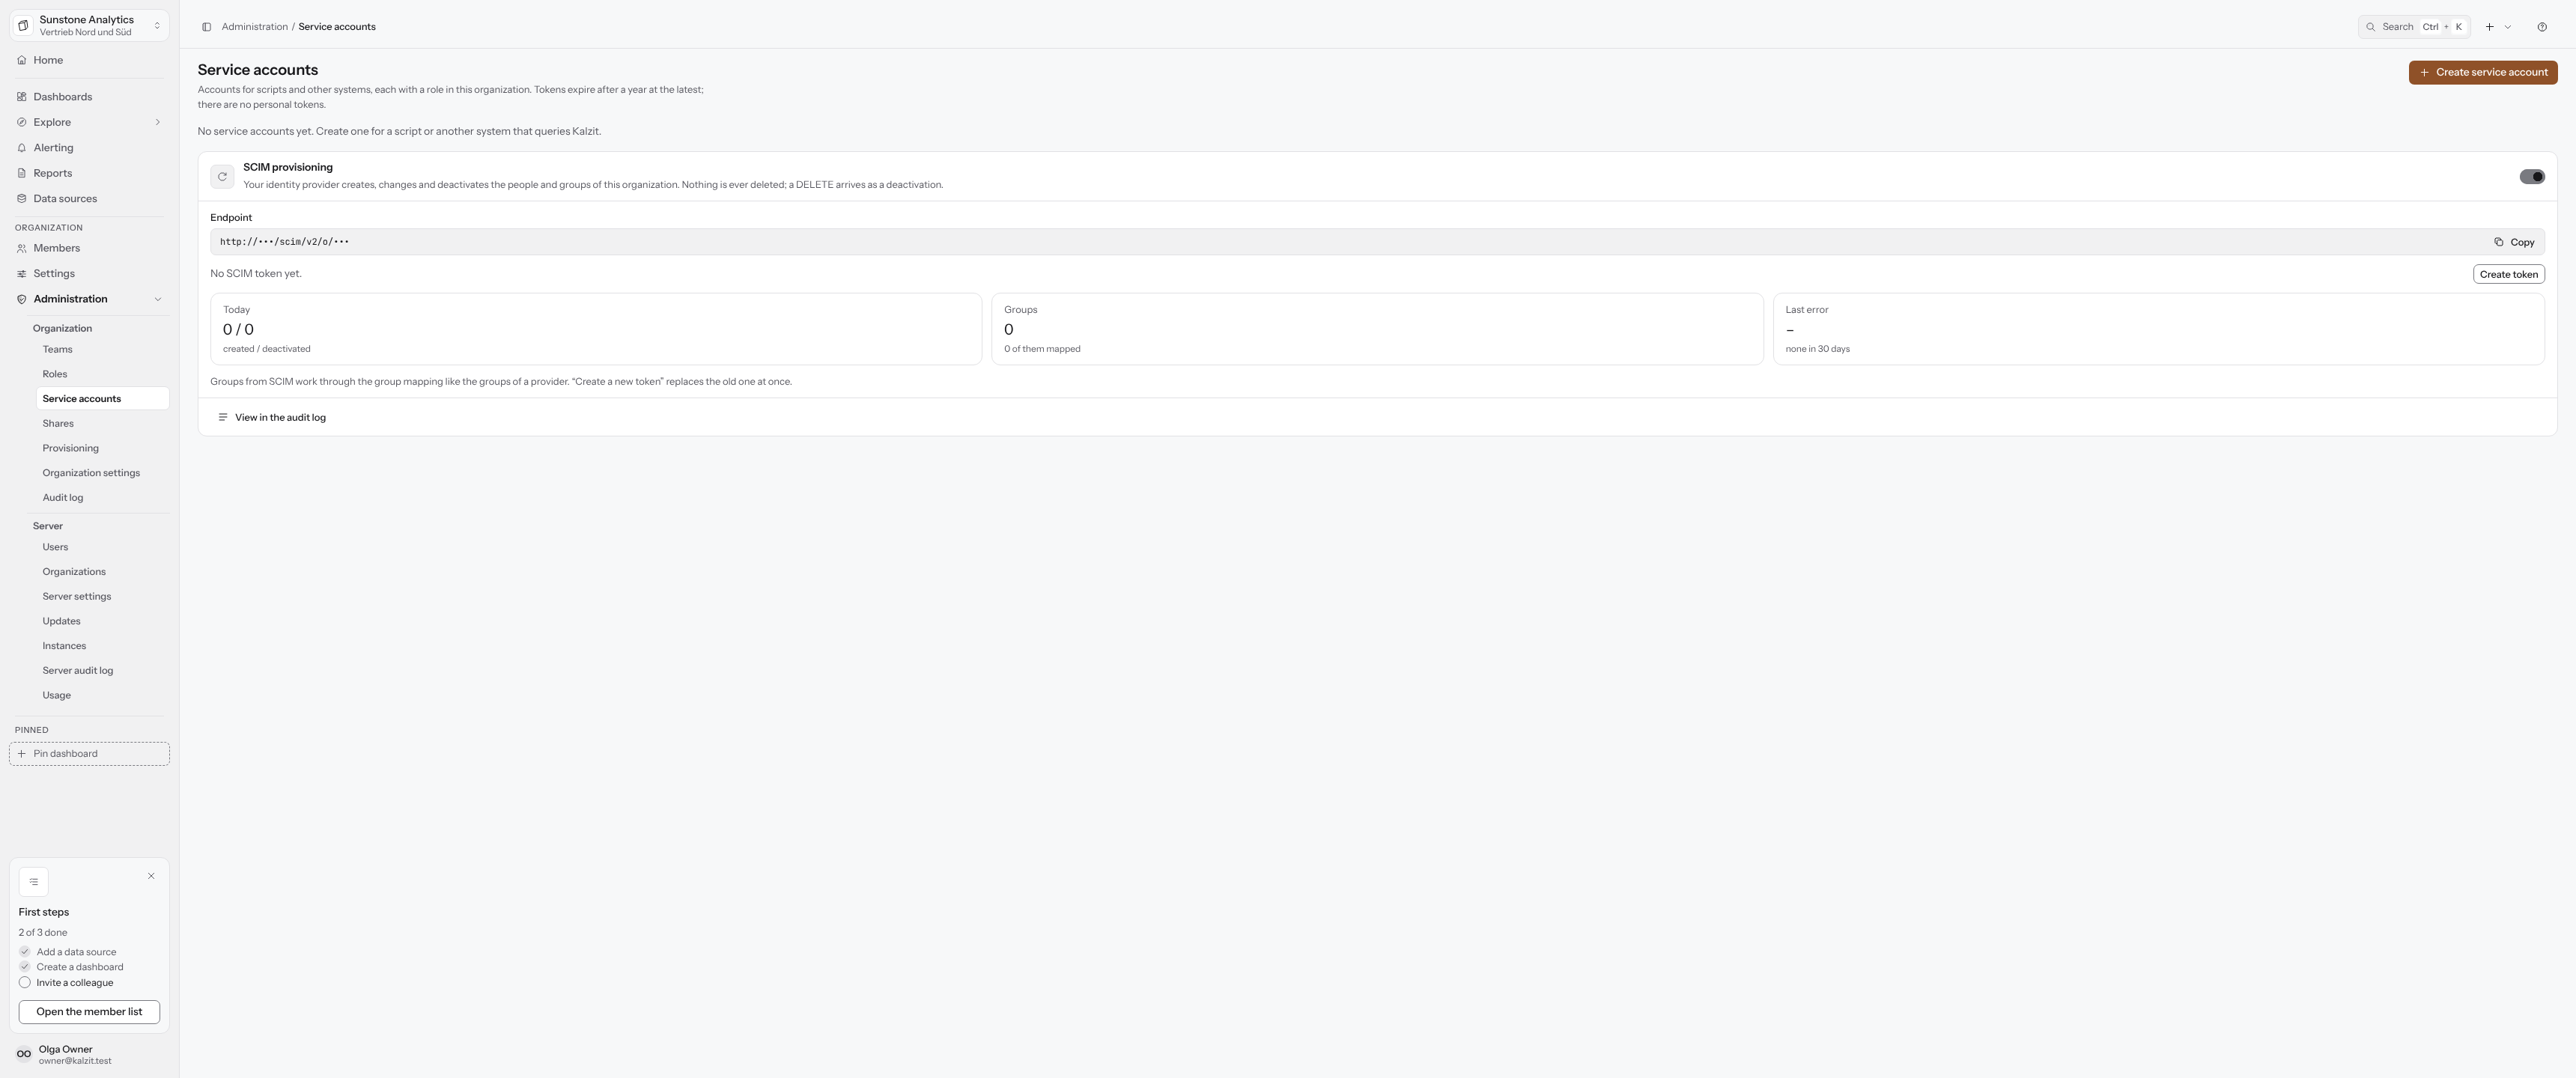 Sunstone Analytics
Vertrieb Nord und Süd
Home
Dashboards
Explore
Alerting
Reports
Data sources
ORGANIZATION
Members
Settings
Administration
Organization
Teams
Roles
Service accounts
Shares
Provisioning
Organization settings
Audit log
Server
Users
Organizations
Server settings
Updates
Instances
Server audit log
Usage
PINNED
Pin dashboard
First steps
2 of 3 done
Add a data source
Create a dashboard
Invite a colleague
Open the member list
OO
Olga Owner
owner@kalzit.test
Administration / Service accounts
Search Ctrl + K
Service accounts
Create service account
Accounts for scripts and other systems, each with a role in this organization. Tokens expire after a year at the latest;
there are no personal tokens.
No service accounts yet. Create one for a script or another system that queries Kalzit.
SCIM provisioning
Your identity provider creates, changes and deactivates the people and groups of this organization. Nothing is ever deleted; a DELETE arrives as a deactivation.
Endpoint
http://•••/scim/v2/o/•••
Copy
No SCIM token yet.
Create token
Today
0 / 0
created / deactivated
Groups
0
0 of them mapped
Last error
–
none in 30 days
Groups from SCIM work through the group mapping like the groups of a provider. “Create a new token” replaces the old one at once.
View in the audit log